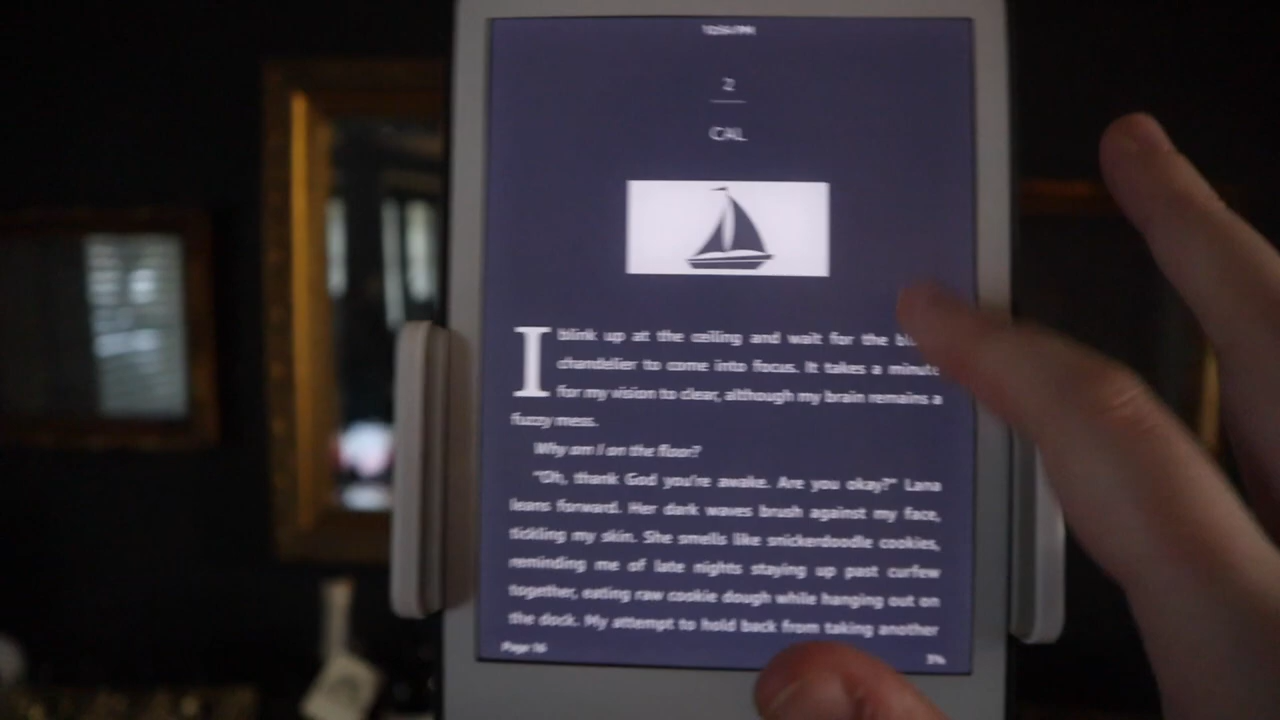 2
CAL
I blink up at the ceiling and wait for the
chandelier to come into focus. It takes a minute
for my vision to clear, although my brain remains a
fuzzy mess.
Why am I on the floor?
"Oh, thank God you're awake. Are you okay?" Lana
leans forward. Her dark waves brush against my face,
tickling my skin. She smells like snickerdoodle cookies,
reminding me of late nights staying up past curfew
together, eating raw cookie dough while hanging out on
the dock. My attempt to hold back from taking another
Page 16
3%